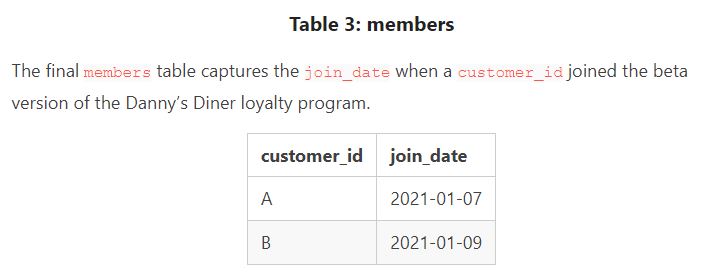 Table 3: members
The final members table captures the join_date when a customer_id joined the beta
version of the Danny’s Diner loyalty program.
customer_id join_date
A 2021-01-07
B 2021-01-09